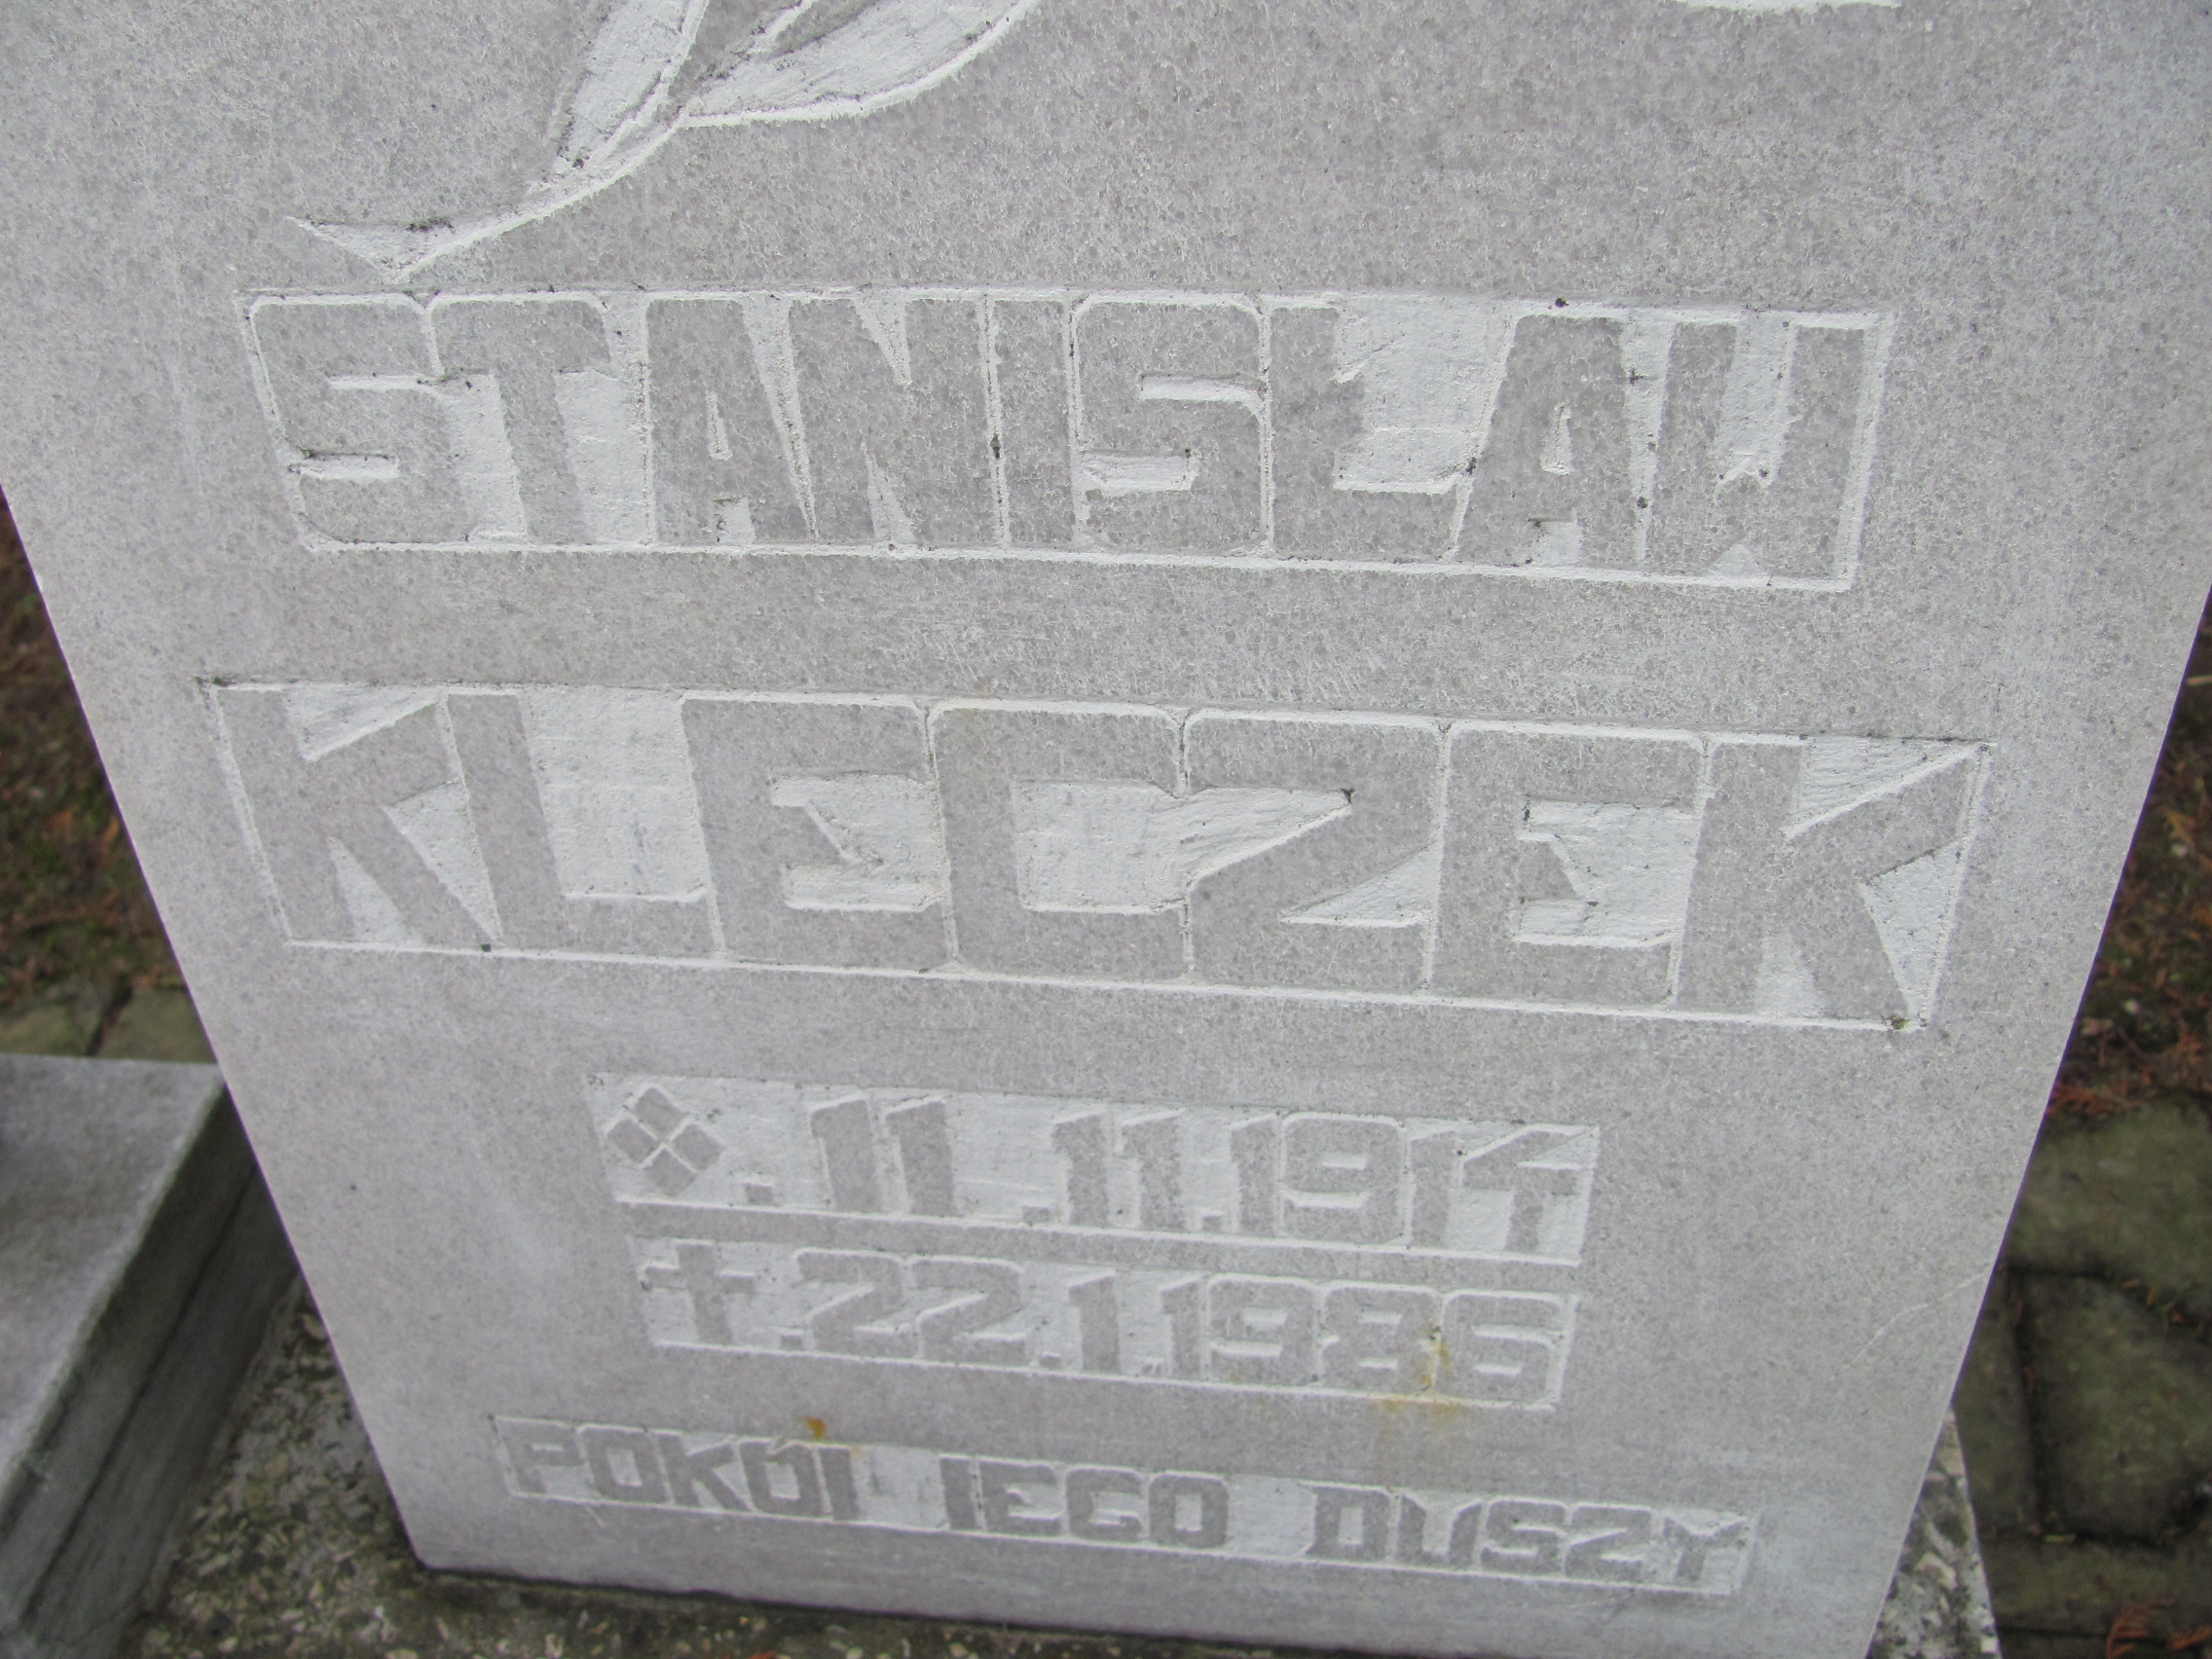 STANISŁAW
KLECZEK
❖.11.11.1914
†.22.1.1986
POKÓJ JEGO DUSZY